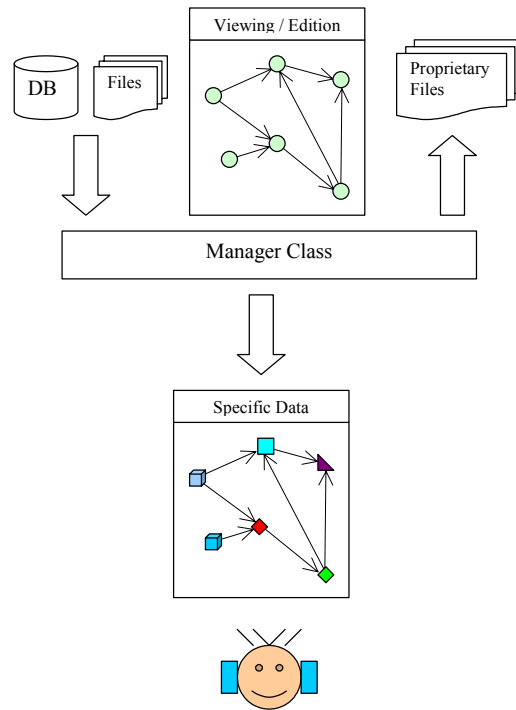 Viewing / Edition
DB
Files
Proprietary
Files
Manager Class
Specific Data